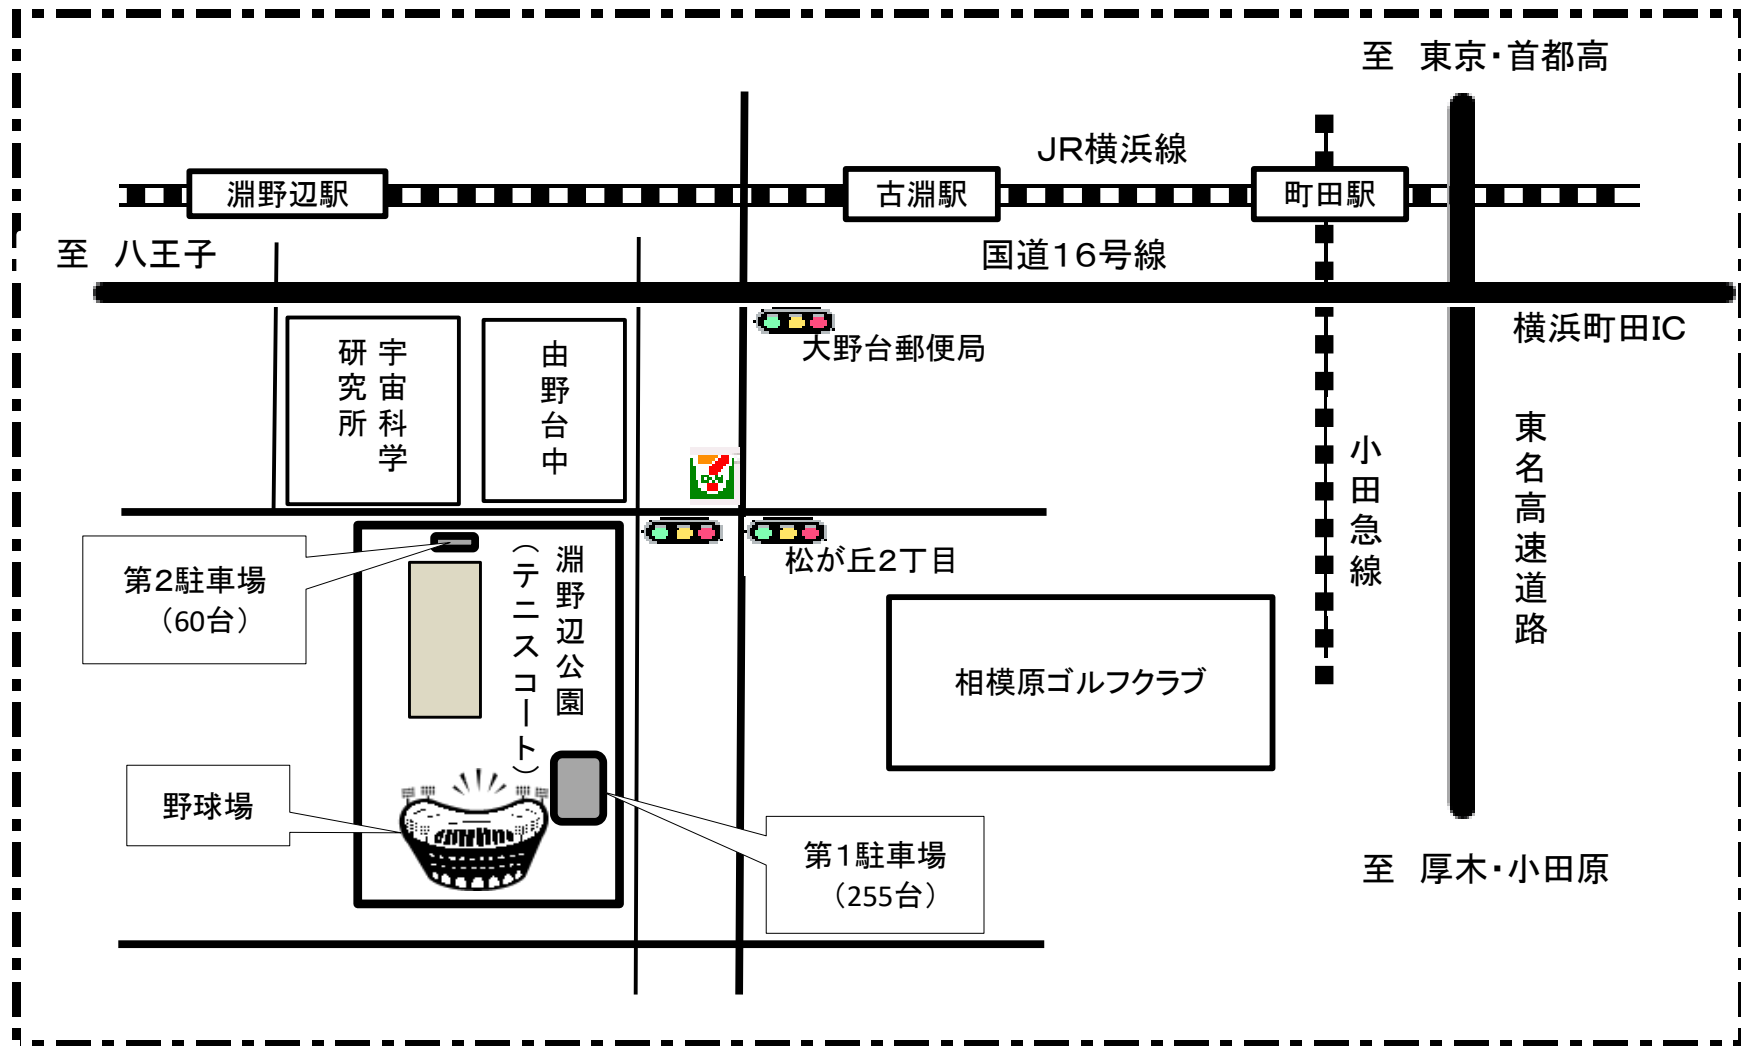 至　東京・首都高
ＪＲ横浜線
淵野辺駅
古淵駅
町田駅
至　八王子
国道１６号線
横浜町田IC
大野台郵便局
宇宙科学
研究所
由野台中
小田急線
東名高速道路
松が丘２丁目
第２駐車場
（60台）
淵野辺公園
（テニスコート）
相模原ゴルフクラブ
野球場
第１駐車場
（255台）
至　厚木・小田原